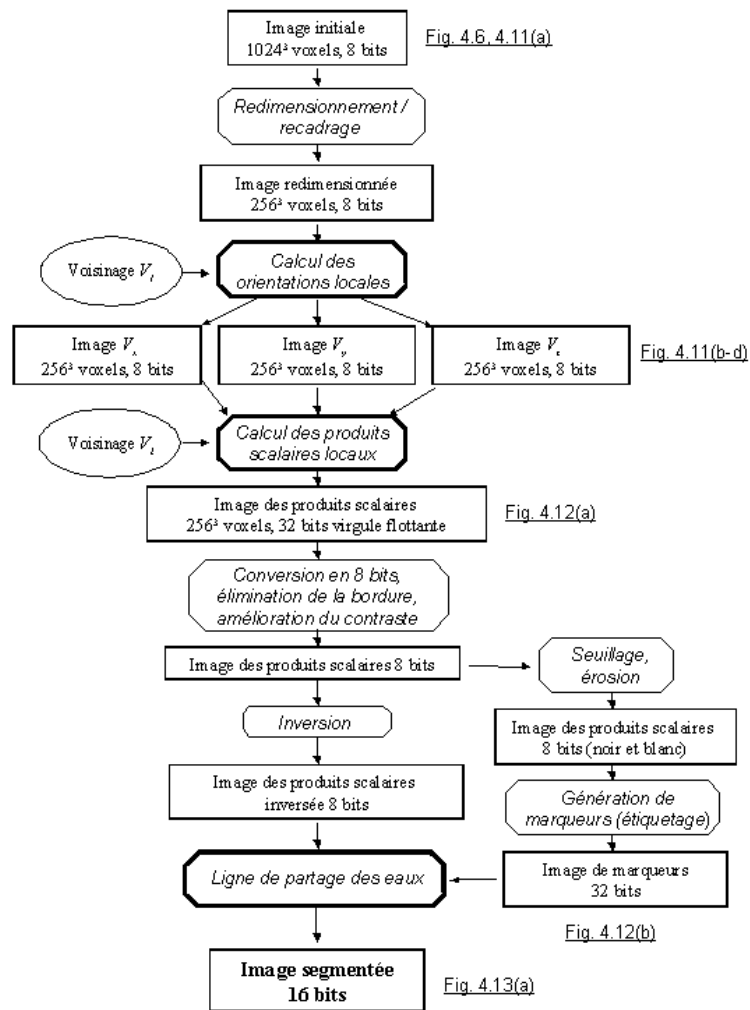 Image initiale
1024³ voxels, 8 bits
Fig. 4.6, 4.11(a)
Redimensionnement /
recadrage
Image redimensionnée
256³ voxels, 8 bits
Voisinage V_i
Calcul des
orientations locales
Image V_x
256³ voxels, 8 bits
Image V_y
256³ voxels, 8 bits
Image V_z
256³ voxels, 8 bits
Fig. 4.11(b-d)
Voisinage V_i
Calcul des produits
scalaires locaux
Image des produits scalaires
256³ voxels, 32 bits virgule flottante
Fig. 4.12(a)
Conversion en 8 bits,
élimination de la bordure,
amélioration du contraste
Image des produits scalaires 8 bits
Seuillage,
érosion
Inversion
Image des produits scalaires
8 bits (noir et blanc)
Image des produits scalaires
inversée 8 bits
Génération de
marqueurs (étiquetage)
Ligne de partage des eaux
Image de marqueurs
32 bits
Fig. 4.12(b)
Image segmentée
16 bits
Fig. 4.13(a)